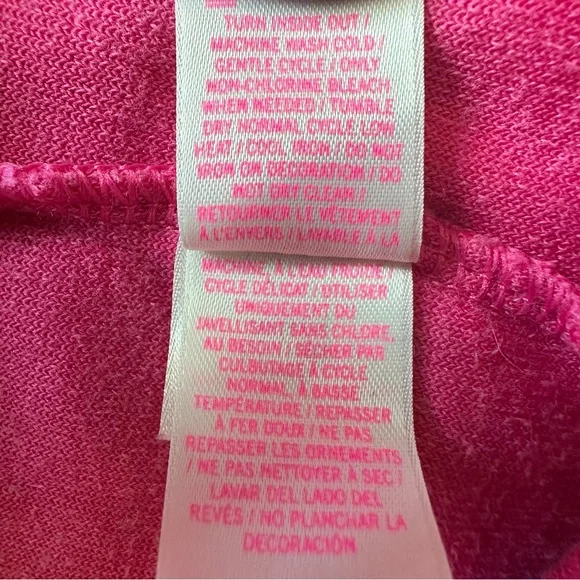 TURN INSIDE OUT /
MACHINE WASH COLD /
GENTLE CYCLE / ONLY
NON-CHLORINE BLEACH
WHEN NEEDED / TUMBLE
DRY NORMAL CYCLE LOW
HEAT / COOL IRON / DO NOT
IRON ON DECORATION / DO
NOT DRY CLEAN /
RETOURNER LE VÊTEMENT
À L'ENVERS / LAVABLE À LA
MACHINE À L'EAU FROIDE /
CYCLE DÉLICAT / UTILISER
UNIQUEMENT DU
JAVELLISANT SANS CHLORE,
AU BESOIN / SÉCHER PAR
CULBUTAGE À CYCLE
NORMAL, À BASSE
TEMPÉRATURE / REPASSER
À FER DOUX / NE PAS
REPASSER LES ORNEMENTS
/ NE PAS NETTOYER À SEC /
LAVAR DEL LADO DEL
REVÉS / NO PLANCHAR LA
DECORACIÓN